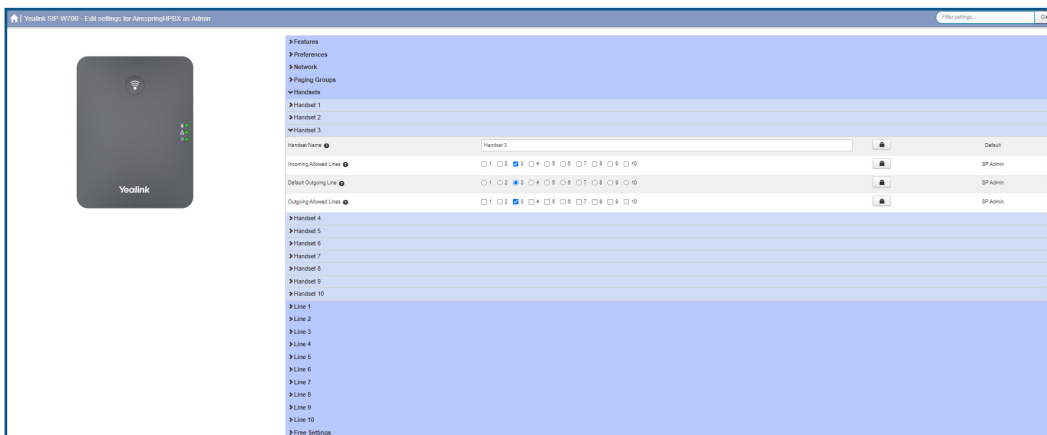 Yealink SIP-W70B - Edit settings for AirespringHPBX as Admin
Filter settings...
Yealink
Features
Preferences
Network
Paging Groups
Handsets
Handset 1
Handset 2
Handset 3
Handset Name Handset 3 Default
Incoming Allowed Lines 1 2 3 4 5 6 7 8 9 10 SP Admin
Default Outgoing Line 1 2 3 4 5 6 7 8 9 10 SP Admin
Outgoing Allowed Lines 1 2 3 4 5 6 7 8 9 10 SP Admin
Handset 4
Handset 5
Handset 6
Handset 7
Handset 8
Handset 9
Handset 10
Line 1
Line 2
Line 3
Line 4
Line 5
Line 6
Line 7
Line 8
Line 9
Line 10
Free Settings